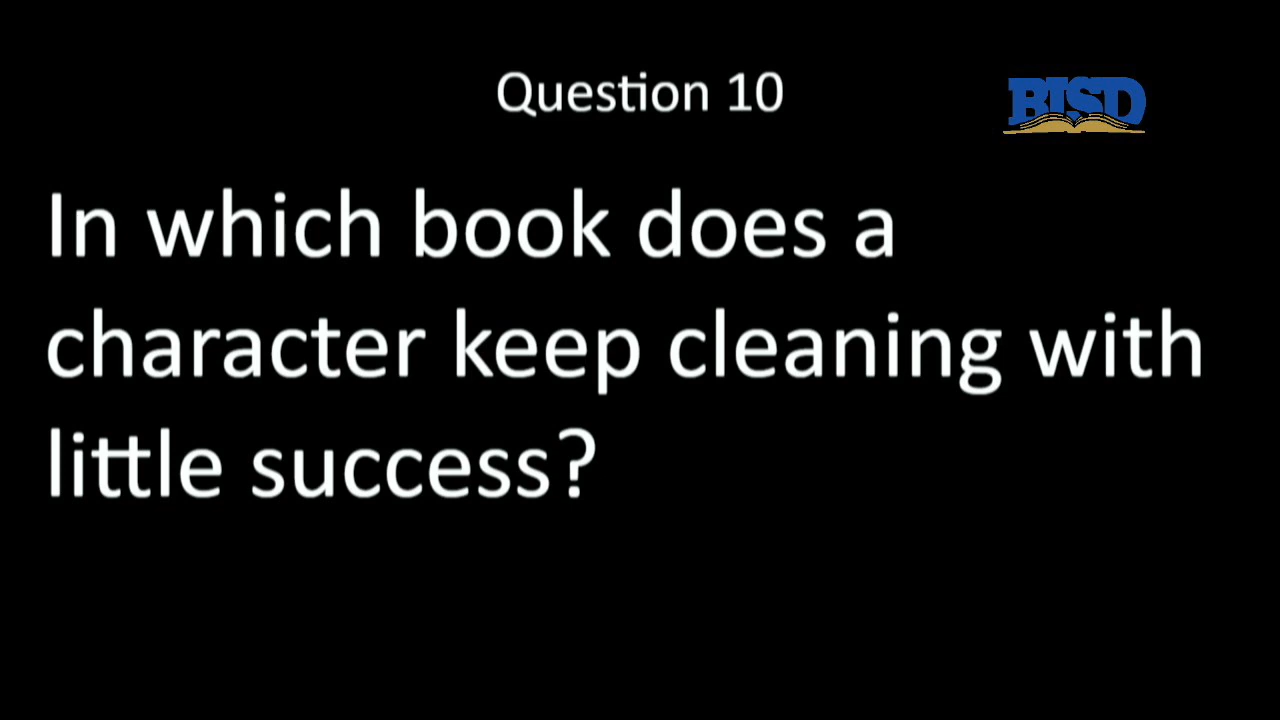 Question 10
BISD
In which book does a
character keep cleaning with
little success?